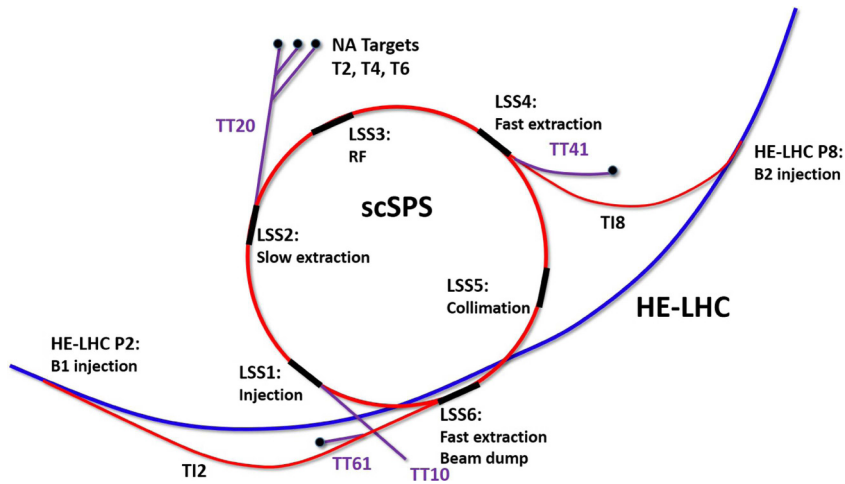 NA Targets
T2, T4, T6
LSS4:
Fast extraction
TT20
LSS3:
RF
TT41
HE-LHC P8:
B2 injection
scSPS
TI8
LSS2:
Slow extraction
LSS5:
Collimation
HE-LHC
HE-LHC P2:
B1 injection
LSS1:
Injection
LSS6:
Fast extraction
Beam dump
TI2
TT61
TT10